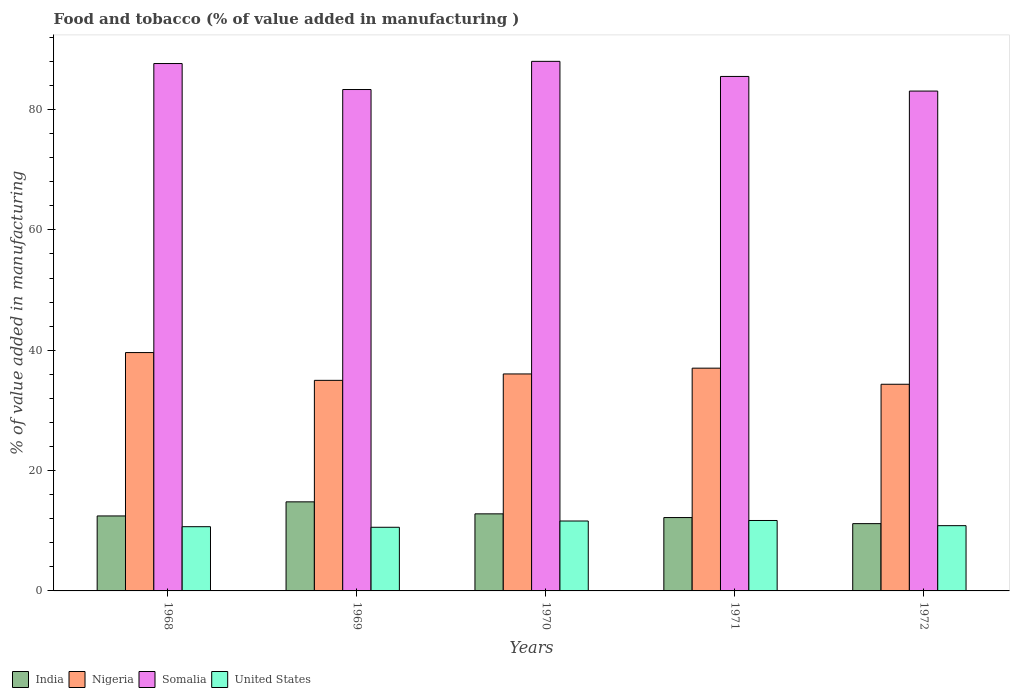 Food and tobacco (% of value added in manufacturing )
% of value added in manufacturing
80
60
40
20
0
1968
1969
1970
1971
1972
Years
India
Nigeria
Somalia
United States